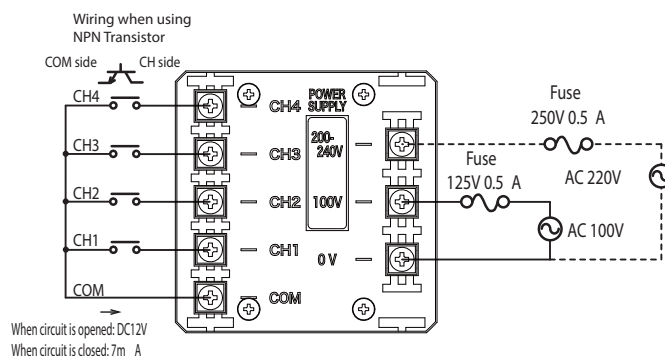 Wiring when using
NPN Transistor
COM side
CH side
CH4
CH3
CH2
CH1
COM
When circuit is opened: DC12V
When circuit is closed: 7m A
POWER
SUPPLY
CH4
CH3
CH2
CH1
COM
200-
240V
100V
0 V
Fuse
250V 0.5 A
Fuse
125V 0.5 A
AC 220V
AC 100V